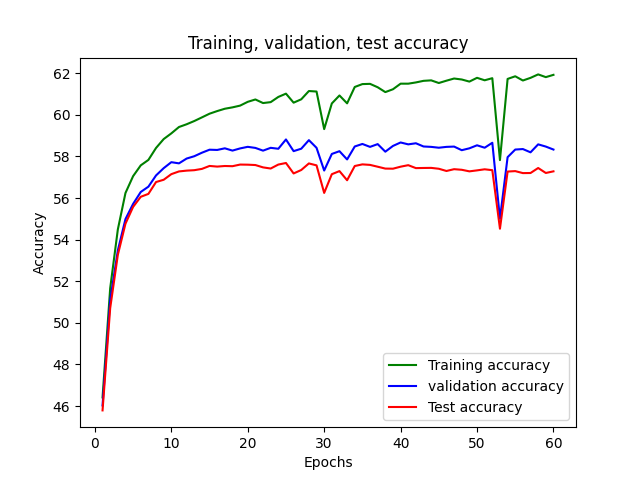 Training, validation, test accuracy
Accuracy
62
60
58
56
54
52
50
48
46
0 10 20 30 40 50 60
Epochs
Training accuracy
validation accuracy
Test accuracy